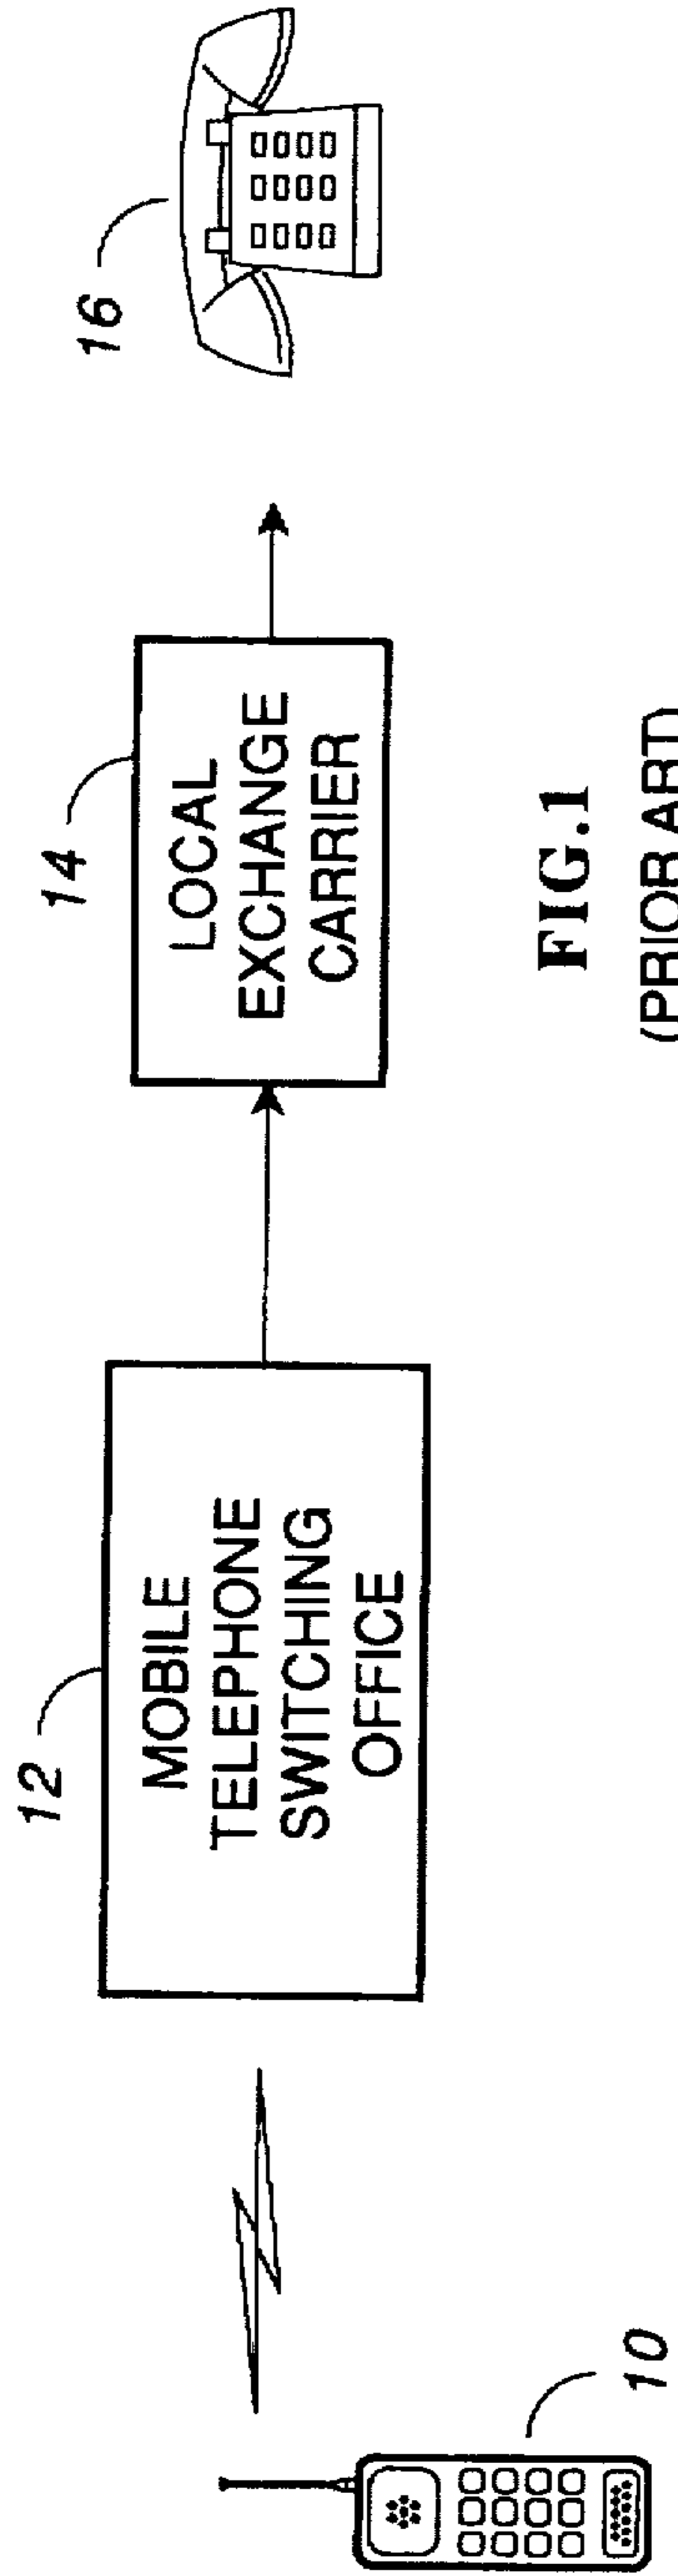 10
12
MOBILE
TELEPHONE
SWITCHING
OFFICE
14
LOCAL
EXCHANGE
CARRIER
16
FIG.1
(PRIOR ART)